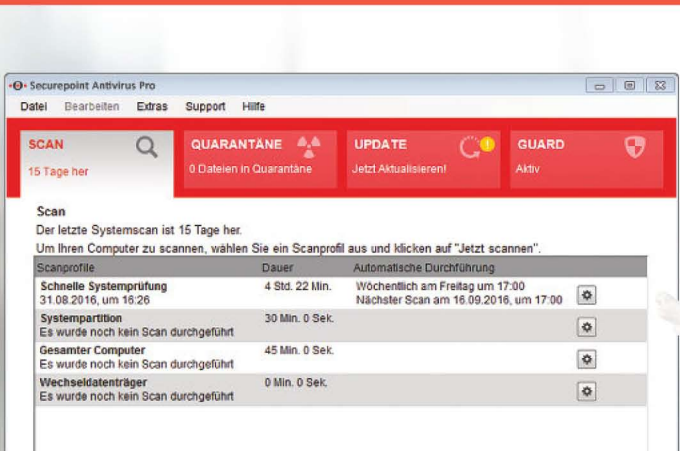 Securepoint Antivirus Pro
Datei Bearbeiten Extras Support Hilfe
SCAN
15 Tage her
QUARANTÄNE
0 Dateien in Quarantäne
UPDATE
Jetzt Aktualisieren!
GUARD
Aktiv
Scan
Der letzte Systemscan ist 15 Tage her.
Um Ihren Computer zu scannen, wählen Sie ein Scanprofil aus und klicken auf "Jetzt scannen".
Scanprofile Dauer Automatische Durchführung
Schnelle Systemprüfung 4 Std. 22 Min. Wöchentlich am Freitag um 17:00
31.08.2016, um 16:26 Nächster Scan am 16.09.2016, um 17:00
Systempartition 30 Min. 0 Sek.
Es wurde noch kein Scan durchgeführt
Gesamter Computer 45 Min. 0 Sek.
Es wurde noch kein Scan durchgeführt
Wechseldatenträger 0 Min. 0 Sek.
Es wurde noch kein Scan durchgeführt